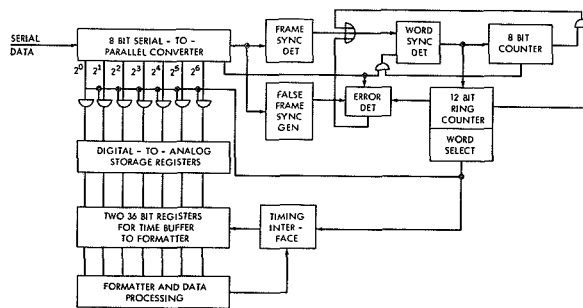 SERIAL
DATA
8 BIT SERIAL - TO -
PARALLEL CONVERTER
2⁰ 2¹ 2² 2³ 2⁴ 2⁵ 2⁶
FRAME
SYNC
DET
WORD
SYNC
DET
8 BIT
COUNTER
FALSE
FRAME
SYNC
GEN
ERROR
DET
12 BIT
RING
COUNTER
WORD
SELECT
DIGITAL - TO - ANALOG
STORAGE REGISTERS
TWO 36 BIT REGISTERS
FOR TIME BUFFER
TO FORMATTER
TIMING
INTER -
FACE
FORMATTER AND DATA
PROCESSING